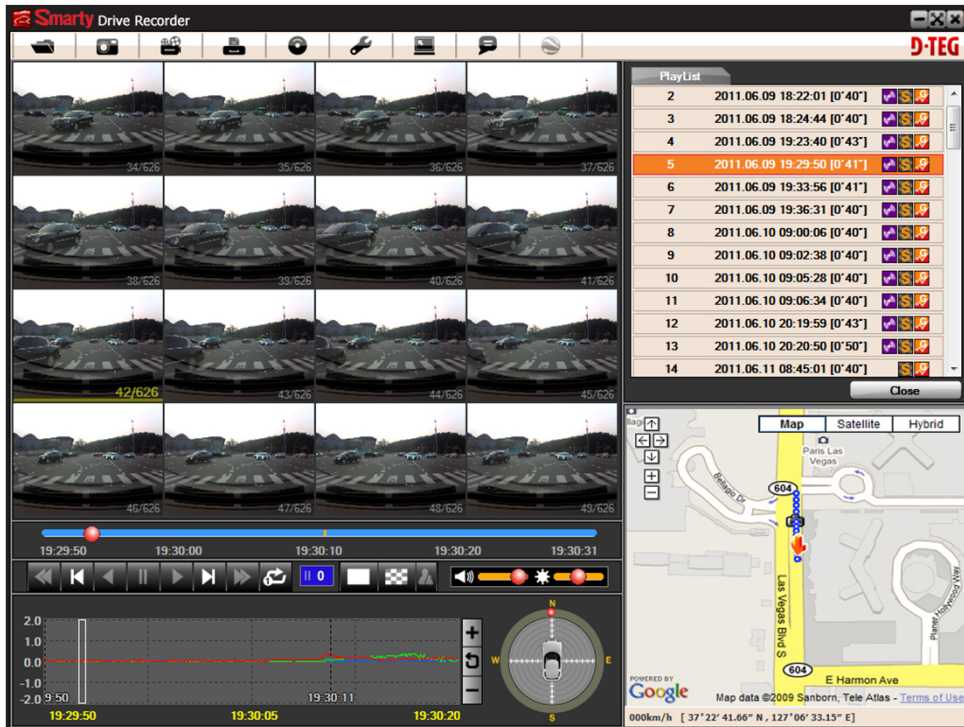 Smarty Drive Recorder
D·TEG
34/626
35/626
36/626
37/626
38/626
39/626
40/626
41/626
42/626
43/626
44/626
45/626
46/626
47/626
48/626
49/626
19:29:50
19:30:00
19:30:10
19:30:20
19:30:31
0
2.0
1.0
0.0
-1.0
-2.0
9:50
19:30:11
19:29:50
19:30:05
19:30:20
N
W
E
S
PlayList
2 2011.06.09 18:22:01 [0'40"]
3 2011.06.09 18:24:44 [0'40"]
4 2011.06.09 19:23:40 [0'43"]
5 2011.06.09 19:29:50 [0'41"]
6 2011.06.09 19:33:56 [0'41"]
7 2011.06.09 19:36:31 [0'40"]
8 2011.06.10 09:00:06 [0'40"]
9 2011.06.10 09:02:38 [0'40"]
10 2011.06.10 09:05:28 [0'40"]
11 2011.06.10 09:06:34 [0'40"]
12 2011.06.10 20:19:59 [0'43"]
13 2011.06.10 20:20:50 [0'50"]
14 2011.06.11 08:45:01 [0'40"]
Close
Map
Satellite
Hybrid
Paris Las
Vegas
604
Bellagio Dr
Las Vegas Blvd S
Planet Hollywood Way
604
E Harmon Ave
POWERED BY
Google
Map data ©2009 Sanborn, Tele Atlas - Terms of Use
000km/h [ 37°22' 41.66" N , 127°06' 33.15" E]